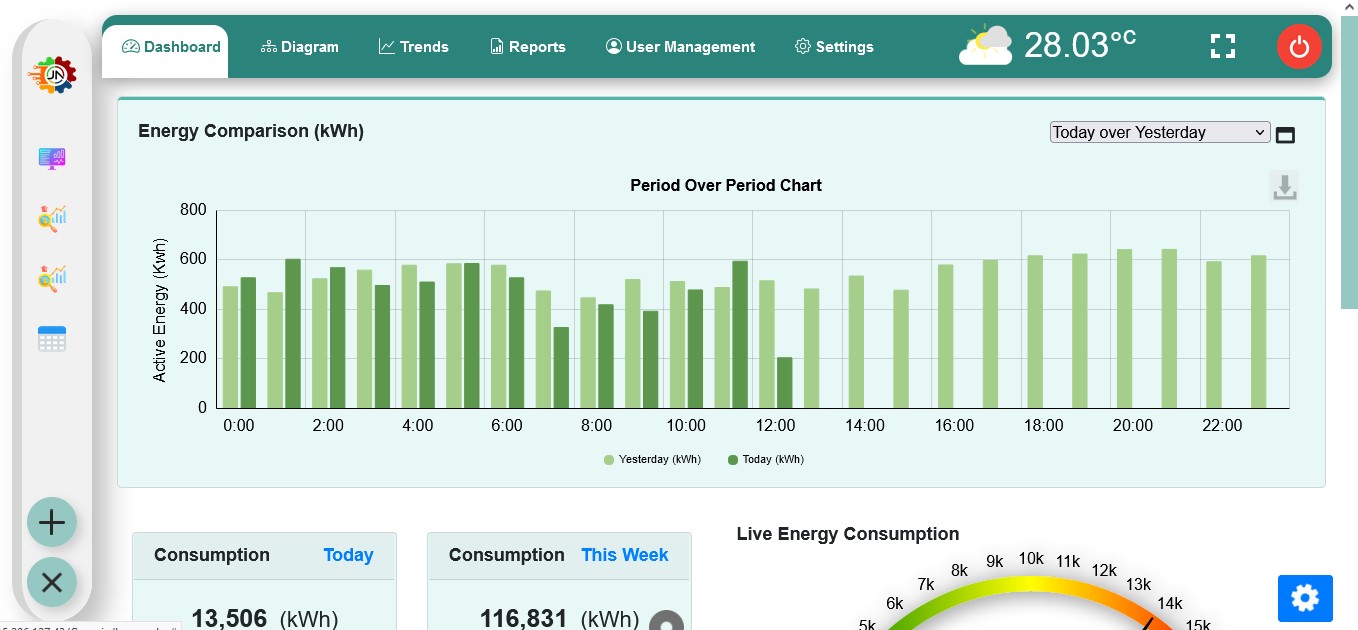 JN
Dashboard
Diagram
Trends
Reports
User Management
Settings
28.03°C
Energy Comparison (kWh)
Today over Yesterday
Period Over Period Chart
Active Energy (Kwh)
800
600
400
200
0
0:00 2:00 4:00 6:00 8:00 10:00 12:00 14:00 16:00 18:00 20:00 22:00
Yesterday (kWh) Today (kWh)
Consumption Today
13,506 (kWh)
Consumption This Week
116,831 (kWh)
Live Energy Consumption
5k 6k 7k 8k 9k 10k 11k 12k 13k 14k 15k